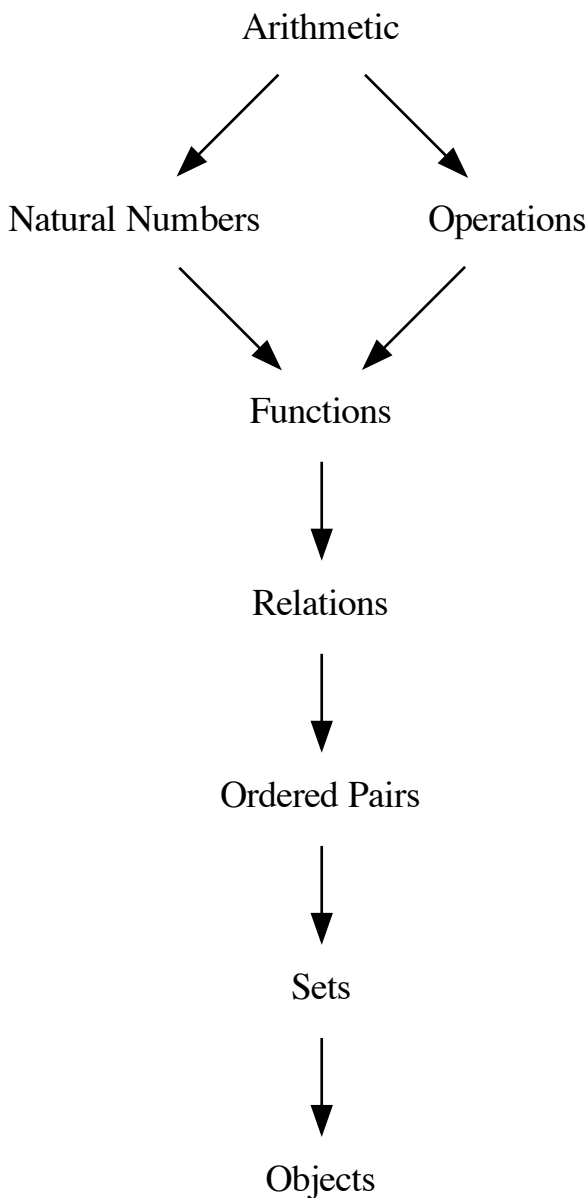 Arithmetic
Natural Numbers
Operations
Functions
Relations
Ordered Pairs
Sets
Objects